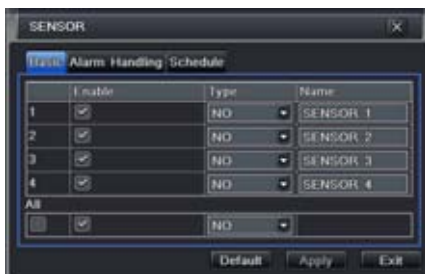 SENSOR
Basic Alarm Handling Schedule
Enable Type Name
1 NO SENSOR 1
2 NO SENSOR 2
3 NO SENSOR 3
4 NO SENSOR 4
All
NO
Default Apply Exit